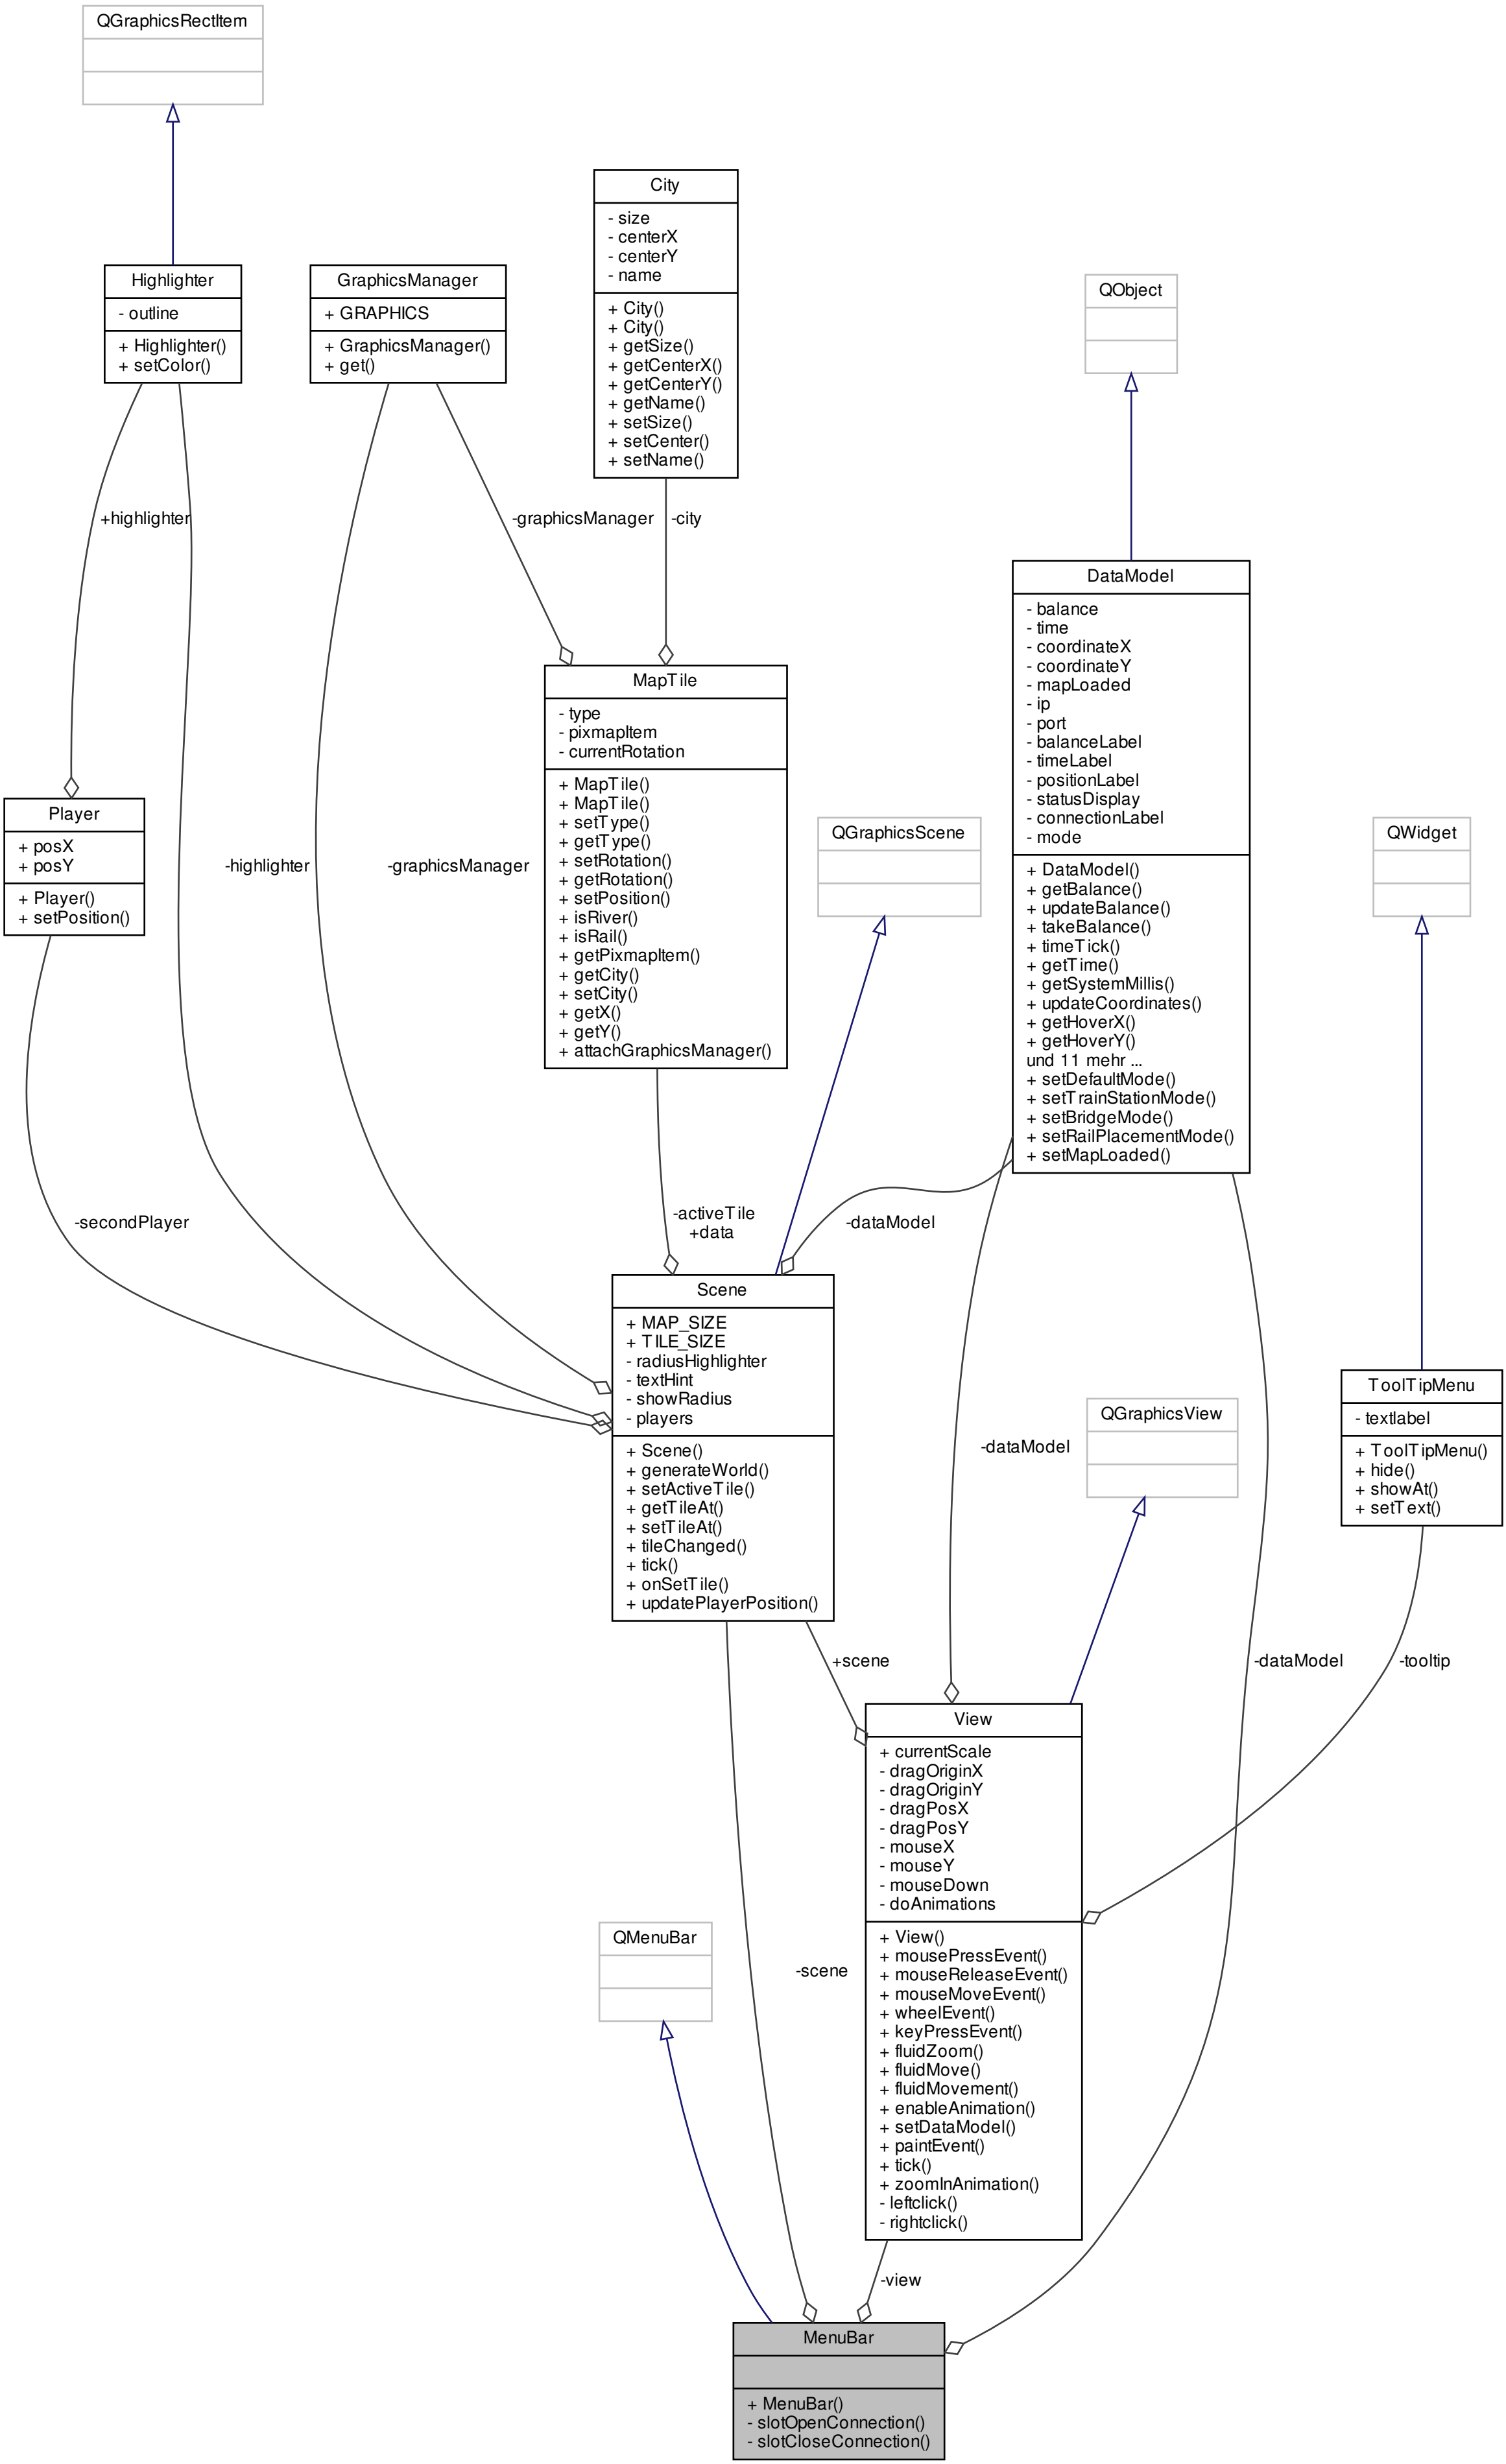 QGraphicsRectItem
City
- size
- centerX
- centerY
- name
+ City()
+ City()
+ getSize()
+ getCenterX()
+ getCenterY()
+ getName()
+ setSize()
+ setCenter()
+ setName()
Highlighter
- outline
+ Highlighter()
+ setColor()
GraphicsManager
+ GRAPHICS
+ GraphicsManager()
+ get()
QObject
+highlighter
-graphicsManager
-city
DataModel
- balance
- time
- coordinateX
- coordinateY
- mapLoaded
- ip
- port
- balanceLabel
- timeLabel
- positionLabel
- statusDisplay
- connectionLabel
- mode
+ DataModel()
+ getBalance()
+ updateBalance()
+ takeBalance()
+ timeTick()
+ getTime()
+ getSystemMillis()
+ updateCoordinates()
+ getHoverX()
+ getHoverY()
und 11 mehr ...
+ setDefaultMode()
+ setTrainStationMode()
+ setBridgeMode()
+ setRailPlacementMode()
+ setMapLoaded()
MapTile
- type
- pixmapItem
- currentRotation
+ MapTile()
+ MapTile()
+ setType()
+ getType()
+ setRotation()
+ getRotation()
+ setPosition()
+ isRiver()
+ isRail()
+ getPixmapItem()
+ getCity()
+ setCity()
+ getX()
+ getY()
+ attachGraphicsManager()
Player
+ posX
+ posY
+ Player()
+ setPosition()
-highlighter
-graphicsManager
QGraphicsScene
QWidget
-secondPlayer
-activeTile
+data
-dataModel
Scene
+ MAP_SIZE
+ TILE_SIZE
- radiusHighlighter
- textHint
- showRadius
- players
+ Scene()
+ generateWorld()
+ setActiveTile()
+ getTileAt()
+ setTileAt()
+ tileChanged()
+ tick()
+ onSetTile()
+ updatePlayerPosition()
-dataModel
QGraphicsView
ToolTipMenu
- textlabel
+ ToolTipMenu()
+ hide()
+ showAt()
+ setText()
+scene
-dataModel
-tooltip
View
+ currentScale
- dragOriginX
- dragOriginY
- dragPosX
- dragPosY
- mouseX
- mouseY
- mouseDown
- doAnimations
+ View()
+ mousePressEvent()
+ mouseReleaseEvent()
+ mouseMoveEvent()
+ wheelEvent()
+ keyPressEvent()
+ fluidZoom()
+ fluidMove()
+ fluidMovement()
+ enableAnimation()
+ setDataModel()
+ paintEvent()
+ tick()
+ zoomInAnimation()
- leftclick()
- rightclick()
QMenuBar
-scene
-view
MenuBar
+ MenuBar()
- slotOpenConnection()
- slotCloseConnection()